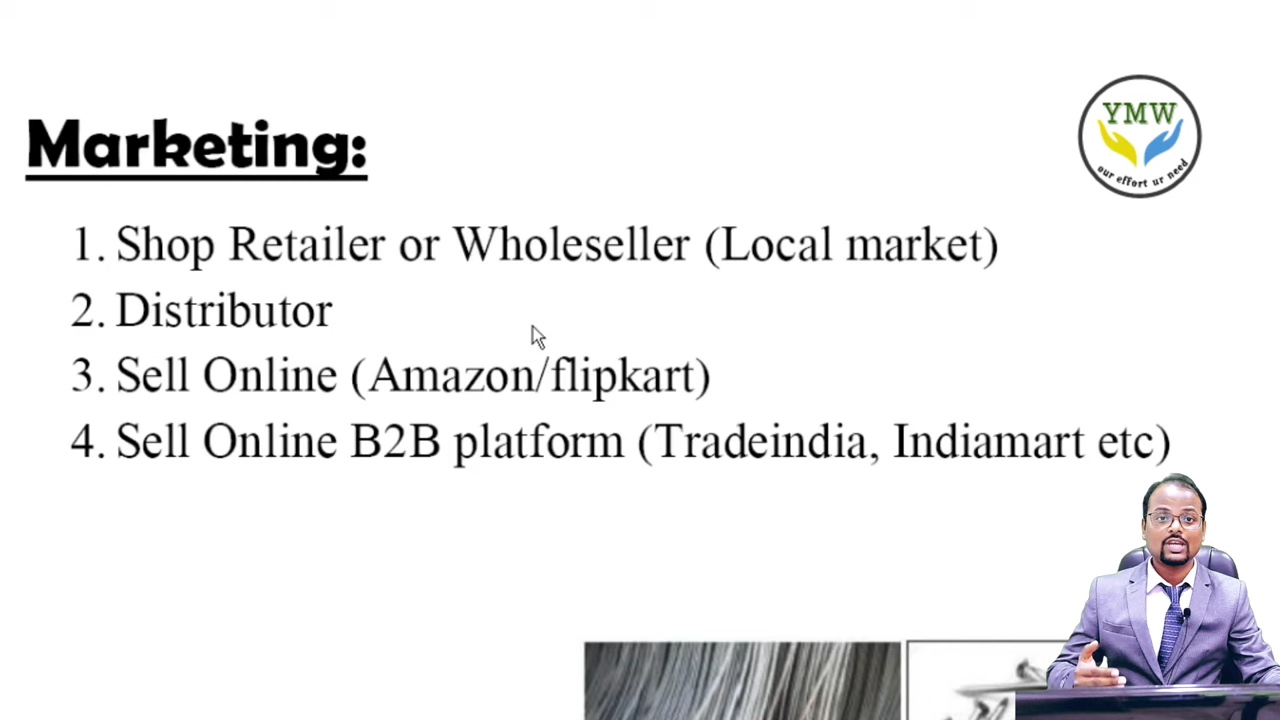 YMW
our effort ur need
Marketing:
1. Shop Retailer or Wholeseller (Local market)
2. Distributor
3. Sell Online (Amazon/flipkart)
4. Sell Online B2B platform (Tradeindia, Indiamart etc)